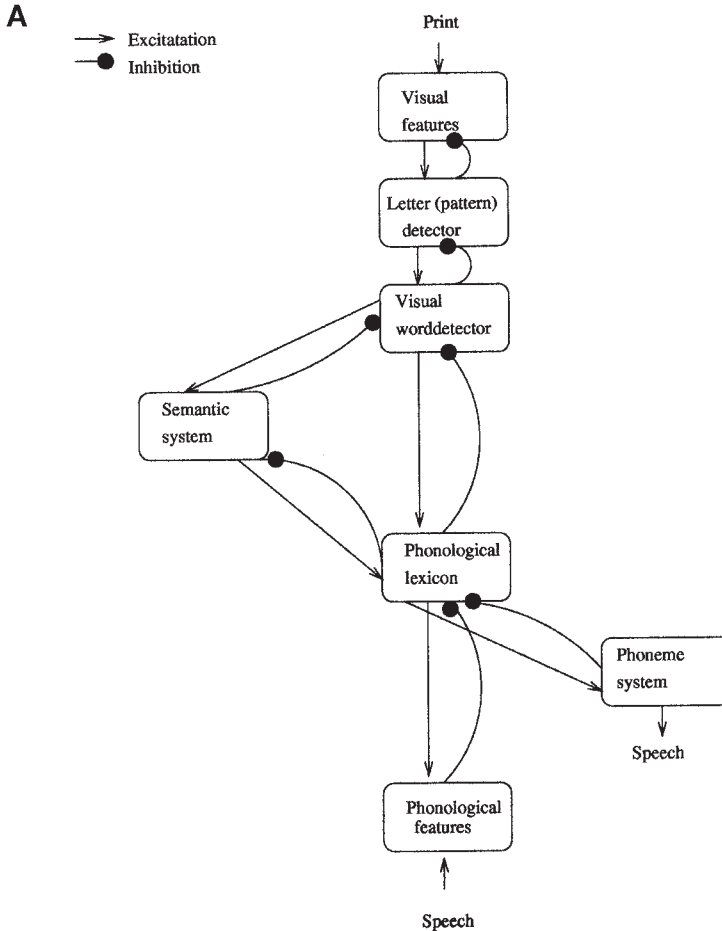 A
Excitatation
Inhibition
Print
Visual
features
Letter (pattern)
detector
Visual
worddetector
Semantic
system
Phonological
lexicon
Phoneme
system
Speech
Phonological
features
Speech